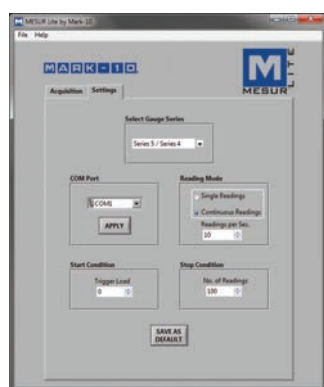 MESUR Lite by Mark-10
File Help
MARK-10
M
MESUR
LITE
Acquisition Settings
Select Gauge Series
Series 5 / Series 4
COM Port
COM1
APPLY
Reading Mode
Single Readings
Continuous Readings
Readings per Sec.
10
Start Condition
Trigger Load
0
Stop Condition
No. of Readings
100
SAVE AS
DEFAULT